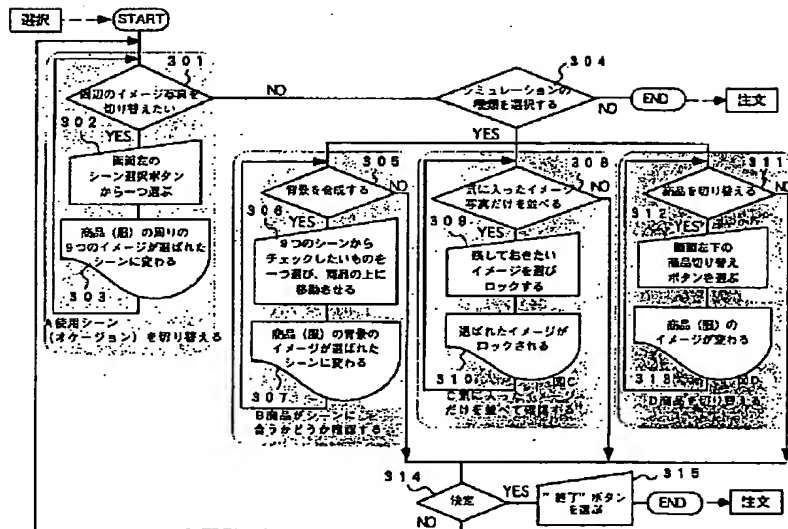 選択
START
301
周辺のイメージ写真を
切り替えたい
NO
304
シミュレーションの
種類を選択する
NO
END
注文
302
YES
画面左の
シーン選択ボタン
から一つ選ぶ
商品(服)の周りの
9つのイメージが選ばれた
シーンに変わる
303
A使用シーン
(オケージョン)を切り替える
YES
305
背景を合成する
NO
306
YES
9つのシーンから
チェックしたいものを
一つ選び、商品の上に
移動させる
商品(服)の背景の
イメージが選ばれた
シーンに変わる
307
B商品がシーンに
合うかどうか確認する
308
気に入ったイメージ
写真だけを並べる
NO
309
YES
残しておきたい
イメージを選び
ロックする
選ばれたイメージが
ロックされる
310
図C
C気に入ったイメージ
だけを並べて確認する
311
商品を切り替える
NO
312
YES
画面左下の
商品切り替え
ボタンを選ぶ
商品(服)の
イメージが変わる
313
図D
D商品を切り替える
314
決定
YES
NO
315
"終了"ボタン
を選ぶ
END
注文